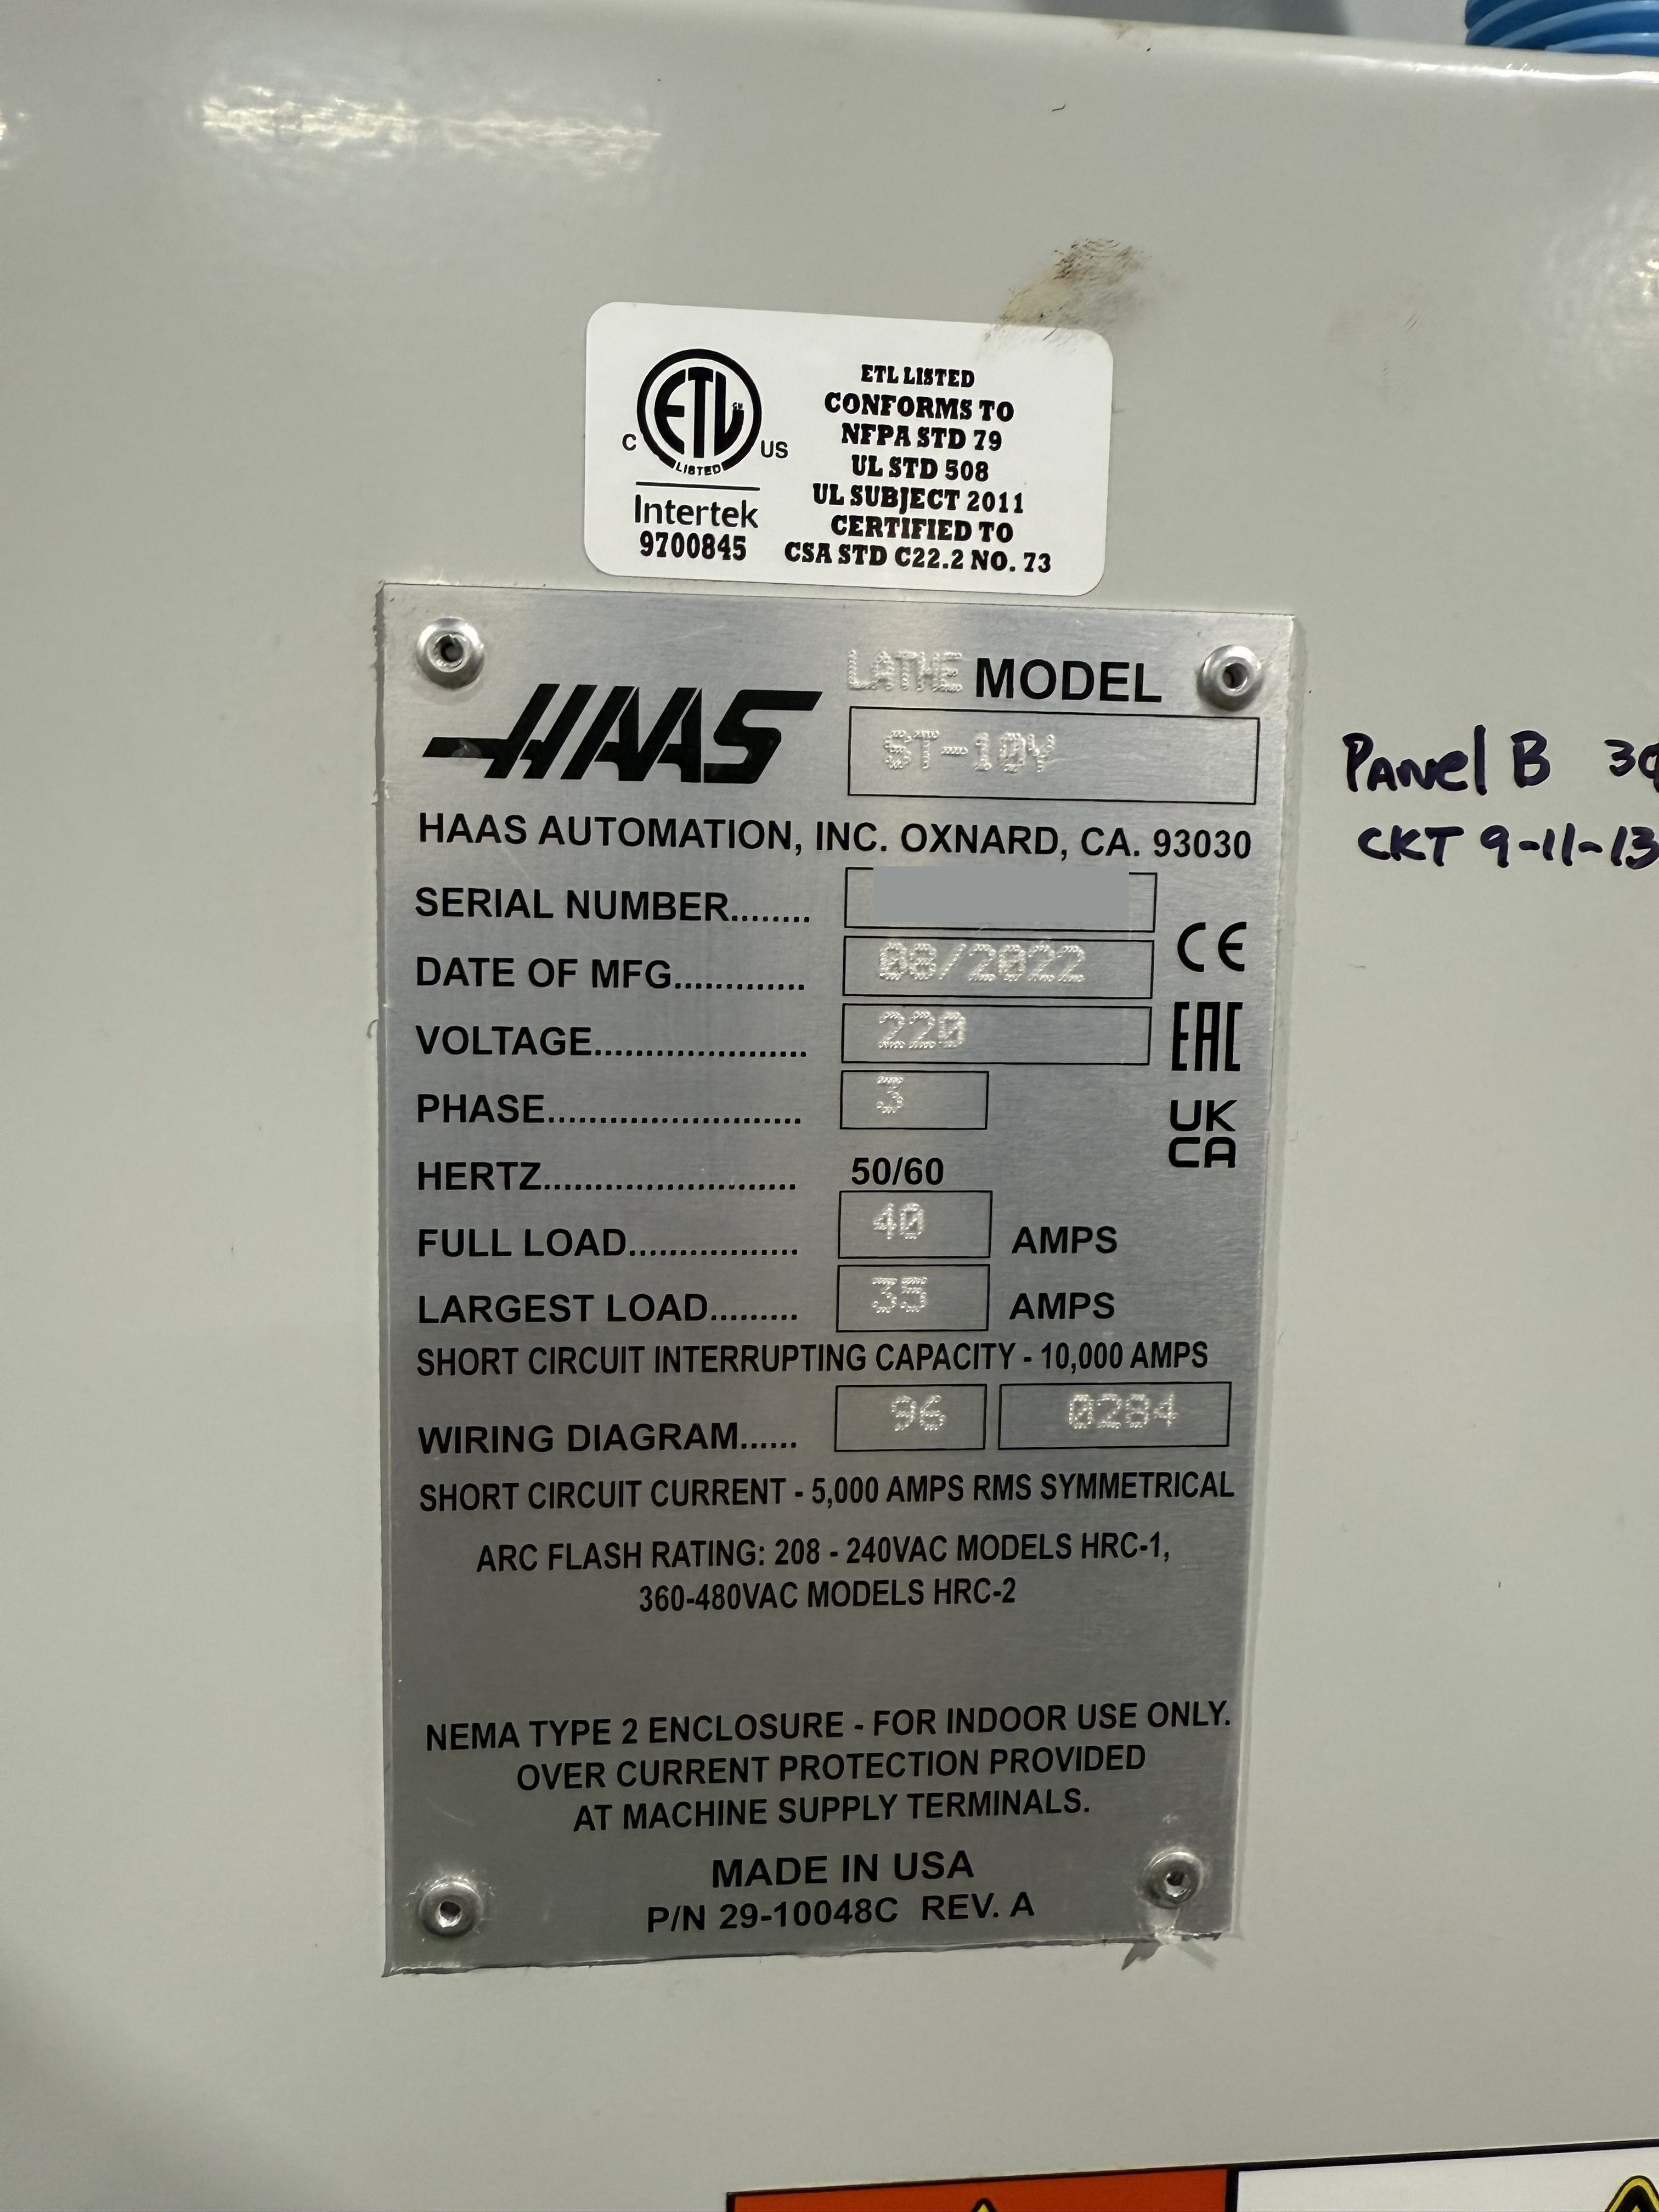 ETL
CM
LISTED
C
US
Intertek
9700845
ETL LISTED
CONFORMS TO
NFPA STD 79
UL STD 508
UL SUBJECT 2011
CERTIFIED TO
CSA STD C22.2 NO. 73
HAAS
LATHE MODEL
ST-10Y
HAAS AUTOMATION, INC. OXNARD, CA. 93030
SERIAL NUMBER........
DATE OF MFG............. 08/2022
VOLTAGE..................... 220
PHASE......................... 3
HERTZ......................... 50/60
FULL LOAD................. 40 AMPS
LARGEST LOAD......... 35 AMPS
SHORT CIRCUIT INTERRUPTING CAPACITY - 10,000 AMPS
WIRING DIAGRAM...... 96 0284
SHORT CIRCUIT CURRENT - 5,000 AMPS RMS SYMMETRICAL
ARC FLASH RATING: 208 - 240VAC MODELS HRC-1,
360-480VAC MODELS HRC-2
NEMA TYPE 2 ENCLOSURE - FOR INDOOR USE ONLY.
OVER CURRENT PROTECTION PROVIDED
AT MACHINE SUPPLY TERMINALS.
MADE IN USA
P/N 29-10048C REV. A
CE
EAC
UK
CA
Panel B
CKT 9-11-13